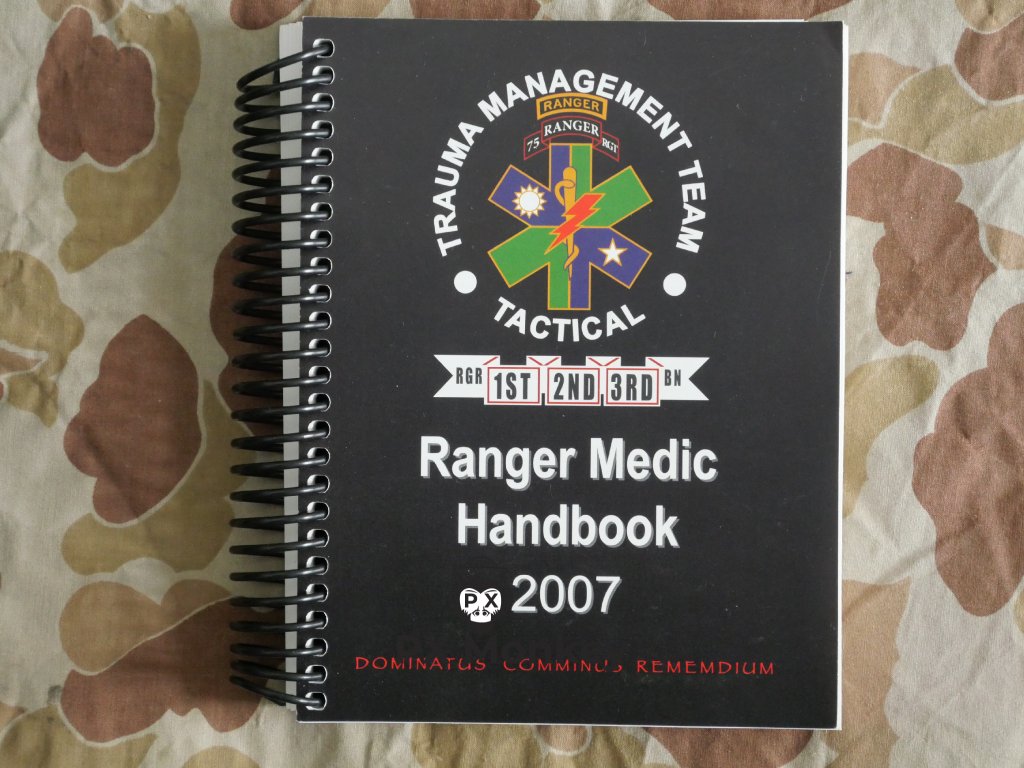 TRAUMA MANAGEMENT TEAM
RANGER
75 RANGER RGT
TACTICAL
RGR 1ST 2ND 3RD BN
Ranger Medic
Handbook
2007
PX
DOMINATUS COMMINUS REMEMDIUM